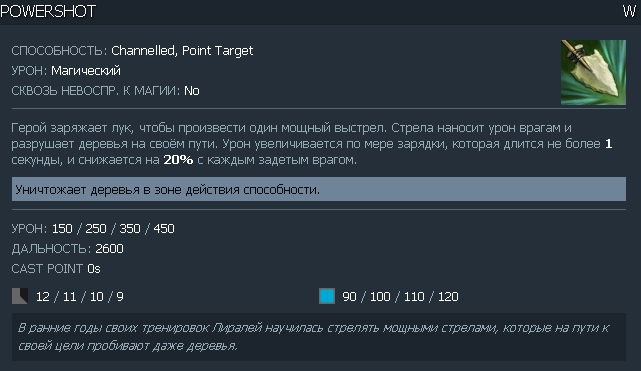 POWERSHOT W
СПОСОБНОСТЬ: Channelled, Point Target
УРОН: Магический
СКВОЗЬ НЕВОСПР. К МАГИИ: No
Герой заряжает лук, чтобы произвести один мощный выстрел. Стрела наносит урон врагам и
разрушает деревья на своём пути. Урон увеличивается по мере зарядки, которая длится не более 1
секунды, и снижается на 20% с каждым задетым врагом.
Уничтожает деревья в зоне действия способности.
УРОН: 150 / 250 / 350 / 450
ДАЛЬНОСТЬ: 2600
CAST POINT 0s
12 / 11 / 10 / 9 90 / 100 / 110 / 120
В ранние годы своих тренировок Лиралей научилась стрелять мощными стрелами, которые на пути к
своей цели пробивают даже деревья.